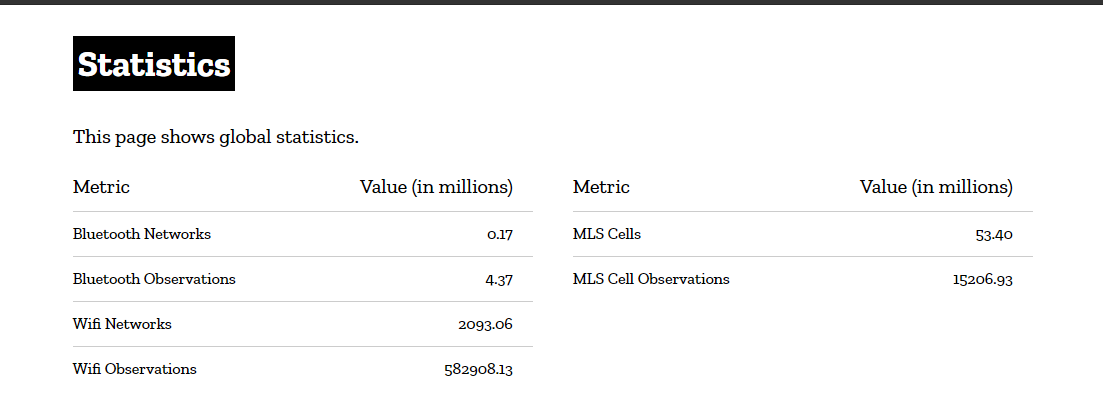 Statistics
This page shows global statistics.
Metric Value (in millions)
Bluetooth Networks 0.17
Bluetooth Observations 4.37
Wifi Networks 2093.06
Wifi Observations 582908.13
Metric Value (in millions)
MLS Cells 53.40
MLS Cell Observations 15206.93